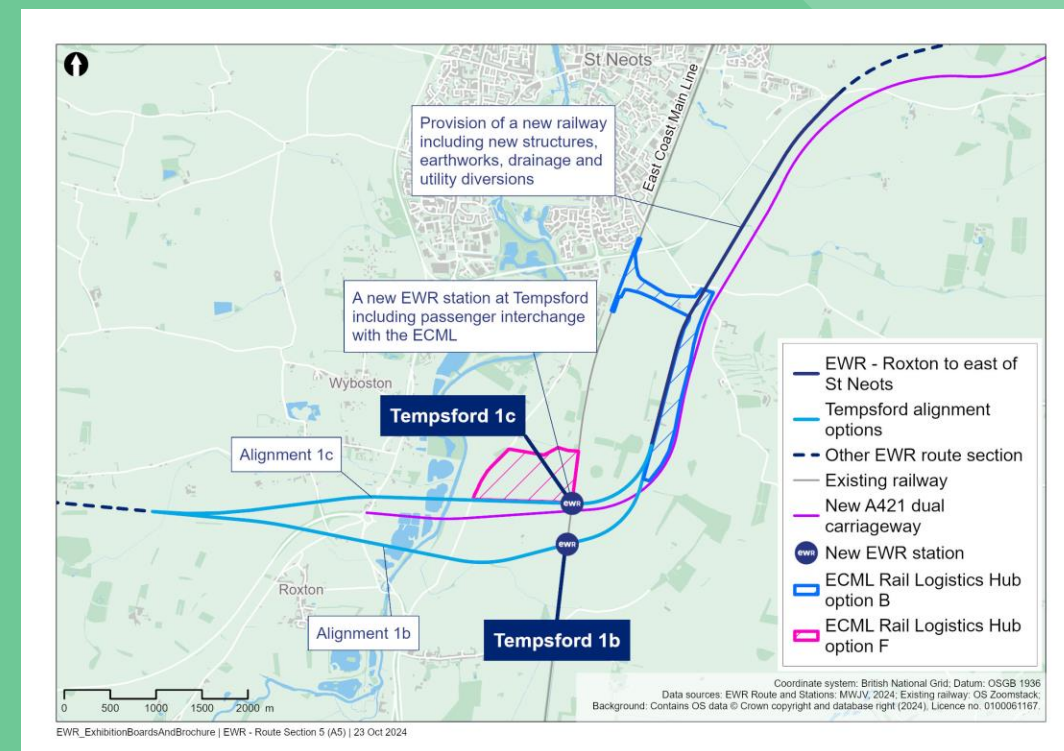 St Neots
East Coast Main Line
Provision of a new railway
including new structures,
earthworks, drainage and
utility diversions
A new EWR station at Tempsford
including passenger interchange
with the ECML
Wyboston
Tempsford 1c
Alignment 1c
ewr
ewr
Roxton
Alignment 1b
Tempsford 1b
EWR - Roxton to east of
St Neots
Tempsford alignment
options
Other EWR route section
Existing railway
New A421 dual
carriageway
ewr New EWR station
ECML Rail Logistics Hub
option B
ECML Rail Logistics Hub
option F
0 500 1000 1500 2000 m
Coordinate system: British National Grid; Datum: OSGB 1936
Data sources: EWR Route and Stations: MWJV, 2024; Existing railway: OS Zoomstack;
Background: Contains OS data © Crown copyright and database right (2024), Licence no. 0100061167.
EWR_ExhibitionBoardsAndBrochure | EWR - Route Section 5 (A5) | 23 Oct 2024